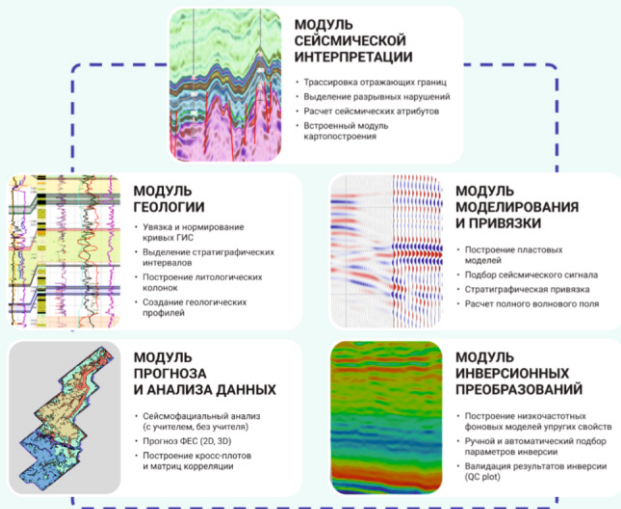 МОДУЛЬ
СЕЙСМИЧЕСКОЙ
ИНТЕРПРЕТАЦИИ
• Трассировка отражающих границ
• Выделение разрывных нарушений
• Расчет сейсмических атрибутов
• Встроенный модуль
картопостроения
МОДУЛЬ
ГЕОЛОГИИ
• Увязка и нормирование
кривых ГИС
• Выделение стратиграфических
интервалов
• Построение литологических
колонок
• Создание геологических
профилей
МОДУЛЬ
МОДЕЛИРОВАНИЯ
И ПРИВЯЗКИ
• Построение пластовых
моделей
• Подбор сейсмического сигнала
• Стратиграфическая привязка
• Расчет полного волнового поля
МОДУЛЬ
ПРОГНОЗА
И АНАЛИЗА ДАННЫХ
• Сейсмофациальный анализ
(с учителем, без учителя)
• Прогноз ФЕС (2D, 3D)
• Построение кросс-плотов
и матриц корреляции
МОДУЛЬ
ИНВЕРСИОННЫХ
ПРЕОБРАЗОВАНИЙ
• Построение низкочастотных
фоновых моделей упругих свойств
• Ручной и автоматический подбор
параметров инверсии
• Валидация результатов инверсии
(QC plot)